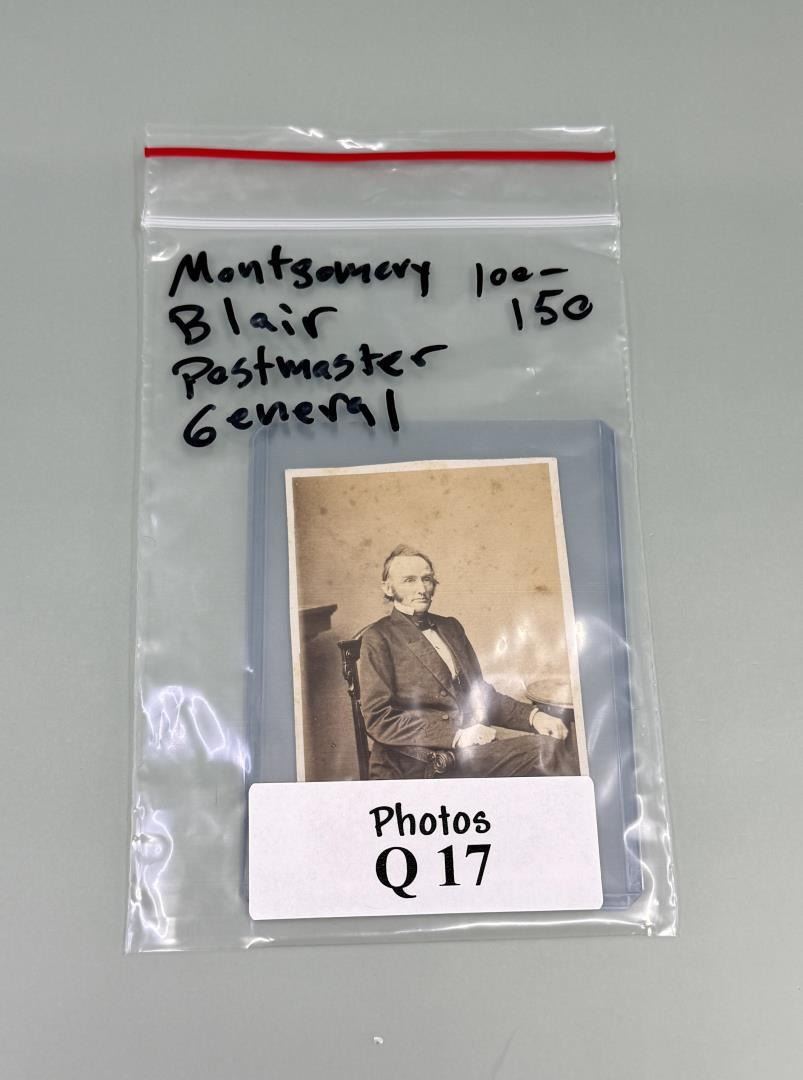 Montgomery 100-
Blair 150
Postmaster
General
Photos
Q 17